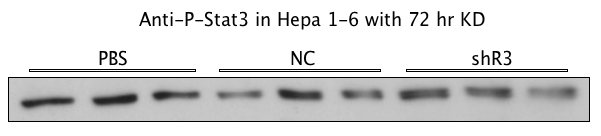 Anti-P-Stat3 in Hepa 1-6 with 72 hr KD
PBS NC shR3